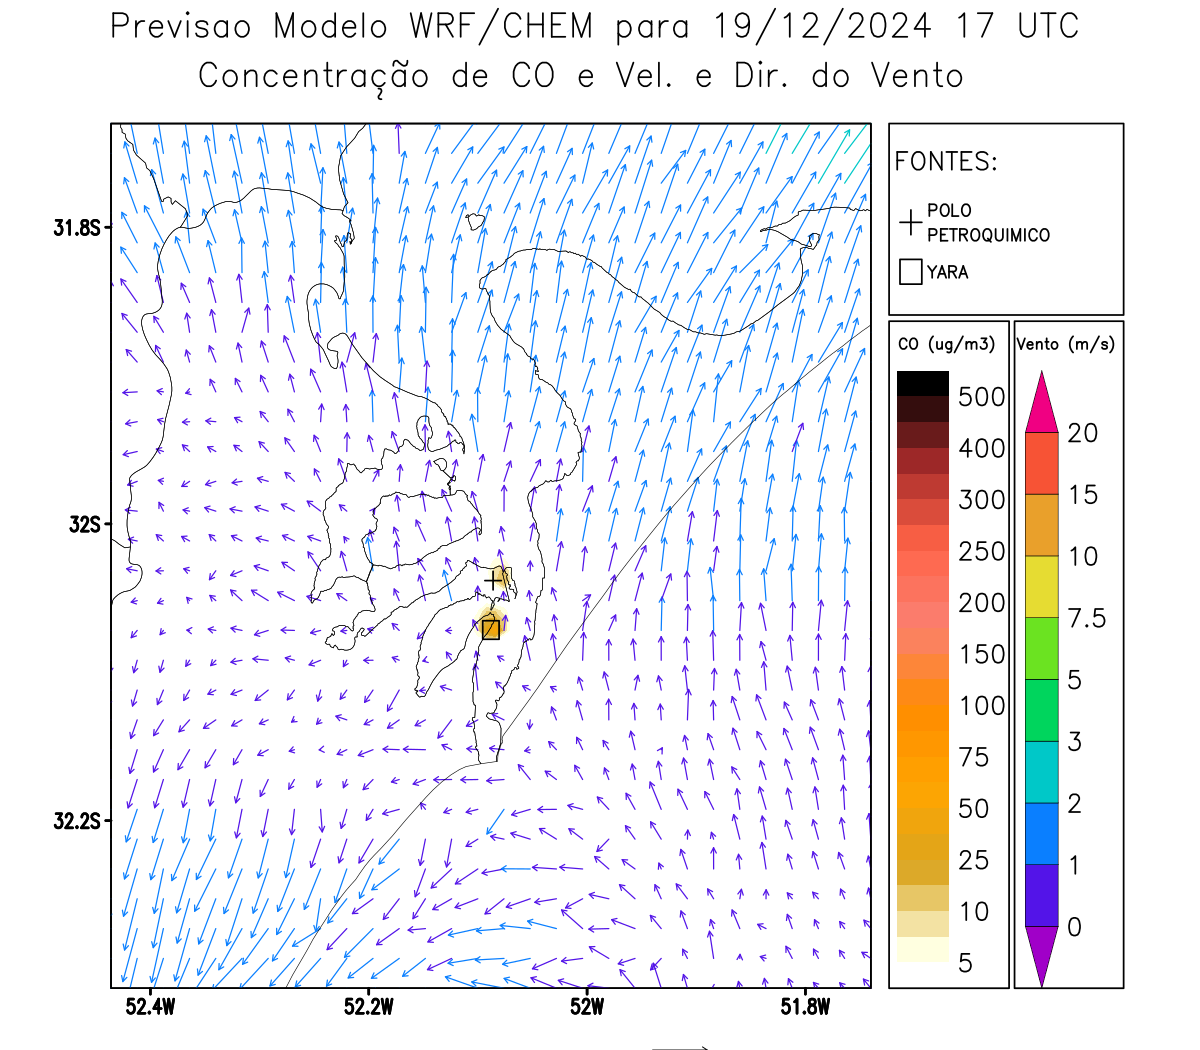 Previsao Modelo WRF/CHEM para 19/12/2024 17 UTC
Concentração de CO e Vel. e Dir. do Vento
FONTES:
POLO
PETROQUIMICO
YARA
CO (ug/m3)
500
400
300
250
200
150
100
75
50
25
10
5
Vento (m/s)
20
15
10
7.5
5
3
2
1
0
31.8S
32S
32.2S
52.4W
52.2W
52W
51.8W